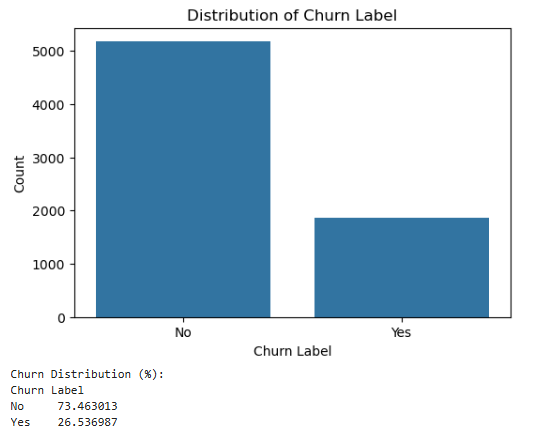 Distribution of Churn Label
5000
4000
3000
2000
1000
0
Count
No Yes
Churn Label
Churn Distribution (%):
Churn Label
No 73.463013
Yes 26.536987